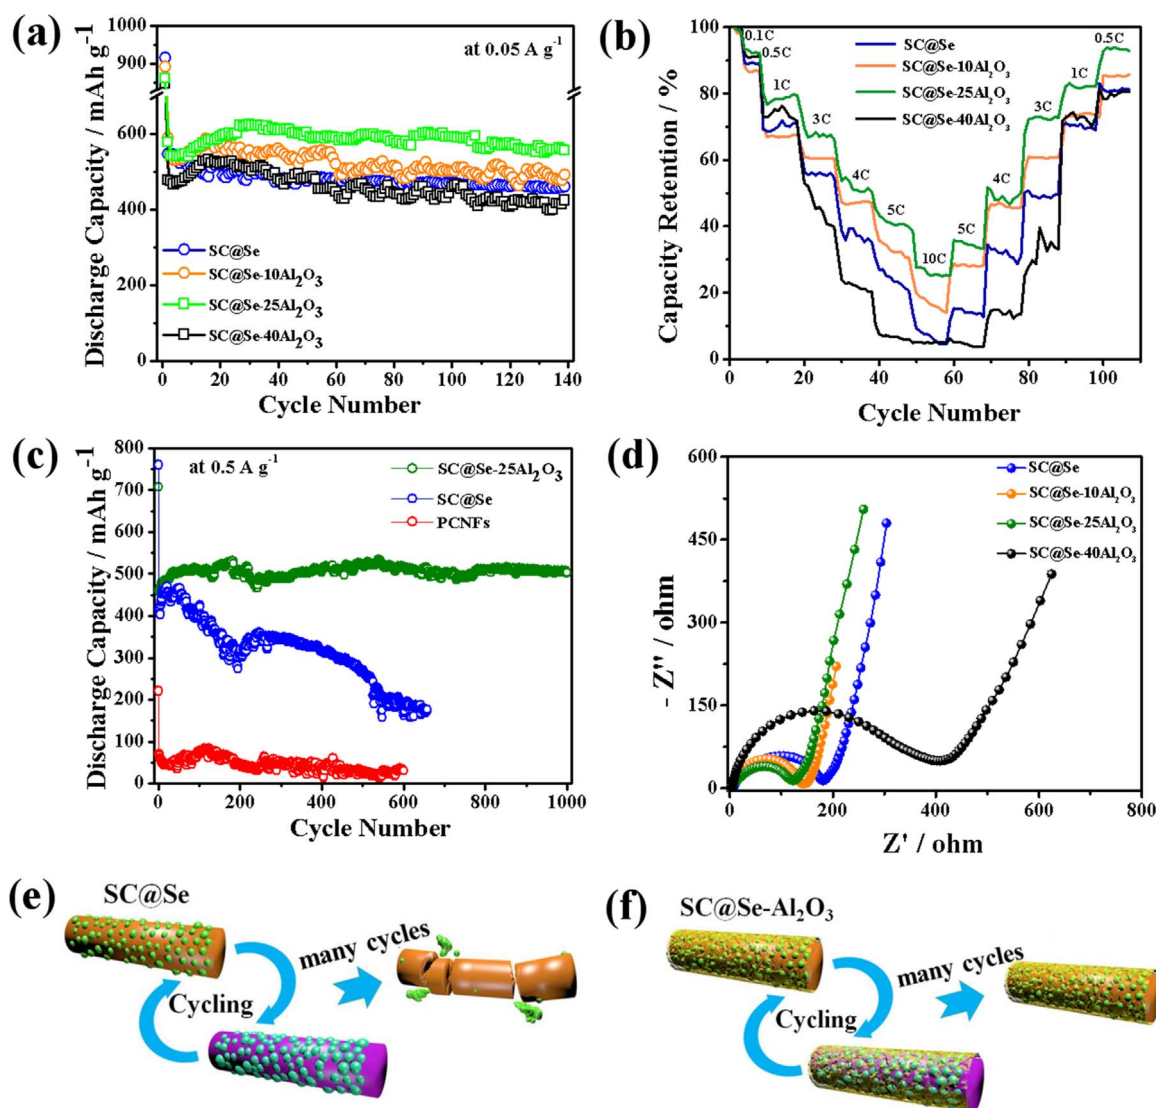 (a)
at 0.05 A g⁻¹
1000
900
600
400
200
0
Discharge Capacity / mAh g⁻¹
SC@Se
SC@Se-10Al₂O₃
SC@Se-25Al₂O₃
SC@Se-40Al₂O₃
0 20 40 60 80 100 120 140
Cycle Number
(b)
100
80
60
40
20
0
Capacity Retention / %
0.1C
0.5C
1C
3C
4C
5C
10C
5C
4C
3C
1C
0.5C
SC@Se
SC@Se-10Al₂O₃
SC@Se-25Al₂O₃
SC@Se-40Al₂O₃
0 20 40 60 80 100
Cycle Number
(c)
at 0.5 A g⁻¹
800
700
600
500
400
300
200
100
0
Discharge Capacity / mAh g⁻¹
SC@Se-25Al₂O₃
SC@Se
PCNFs
0 200 400 600 800 1000
Cycle Number
(d)
600
450
300
150
0
- Z'' / ohm
SC@Se
SC@Se-10Al₂O₃
SC@Se-25Al₂O₃
SC@Se-40Al₂O₃
0 200 400 600 800
Z' / ohm
(e)
SC@Se
many cycles
Cycling
(f)
SC@Se-Al₂O₃
many cycles
Cycling